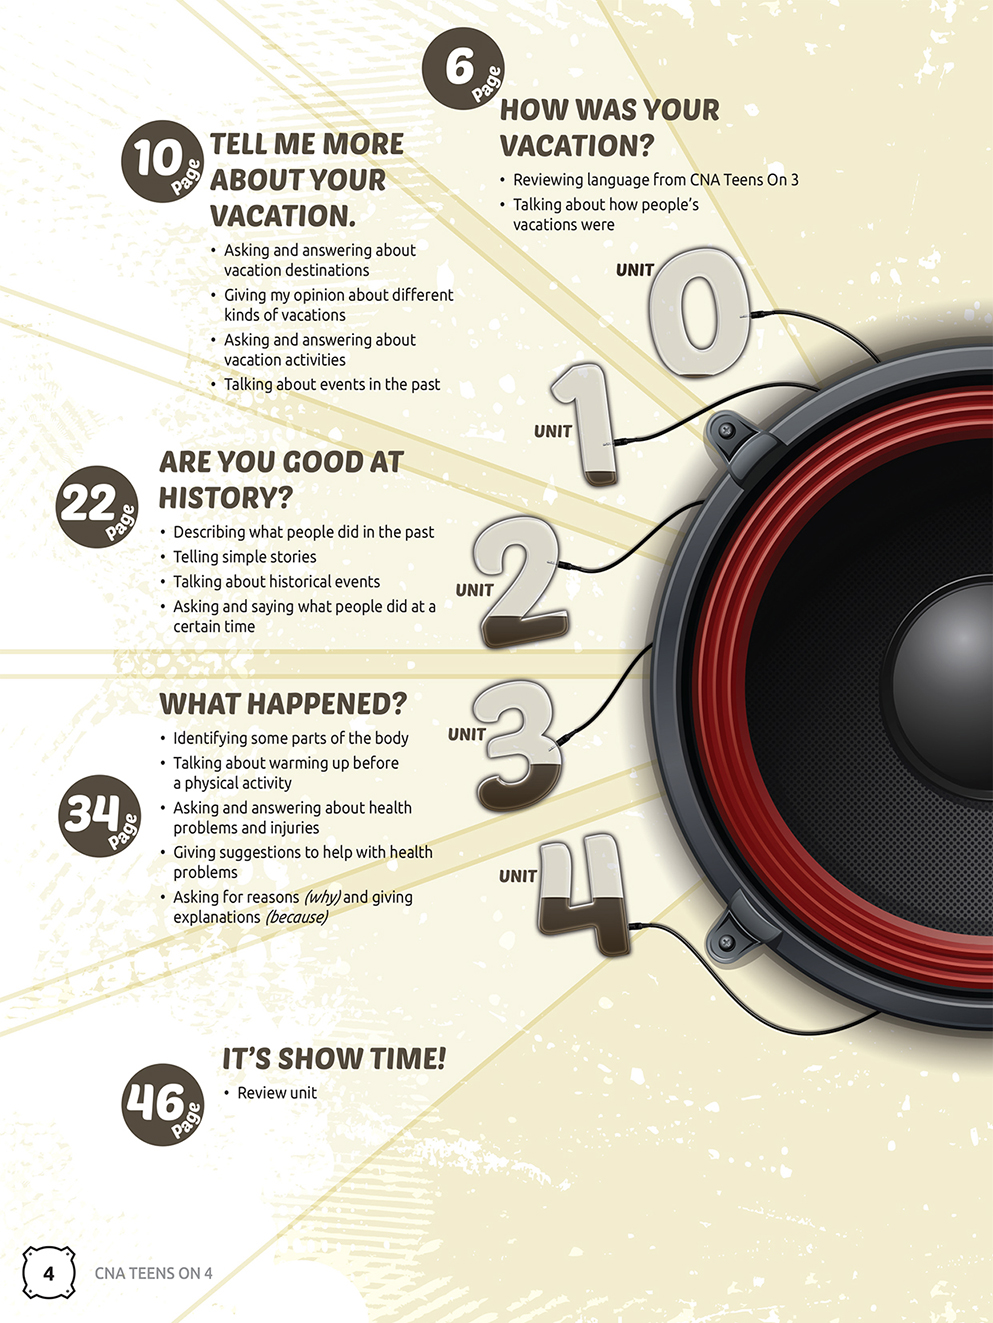 6
Page
HOW WAS YOUR
VACATION?
• Reviewing language from CNA Teens On 3
• Talking about how people's
vacations were
UNIT 0
10
Page
TELL ME MORE
ABOUT YOUR
VACATION.
• Asking and answering about
vacation destinations
• Giving my opinion about different
kinds of vacations
• Asking and answering about
vacation activities
• Talking about events in the past
UNIT 1
22
Page
ARE YOU GOOD AT
HISTORY?
• Describing what people did in the past
• Telling simple stories
• Talking about historical events
• Asking and saying what people did at a
certain time
UNIT 2
34
Page
WHAT HAPPENED?
• Identifying some parts of the body
• Talking about warming up before
a physical activity
• Asking and answering about health
problems and injuries
• Giving suggestions to help with health
problems
• Asking for reasons (why) and giving
explanations (because)
UNIT 3
UNIT 4
46
Page
IT'S SHOW TIME!
• Review unit
4
CNA TEENS ON 4